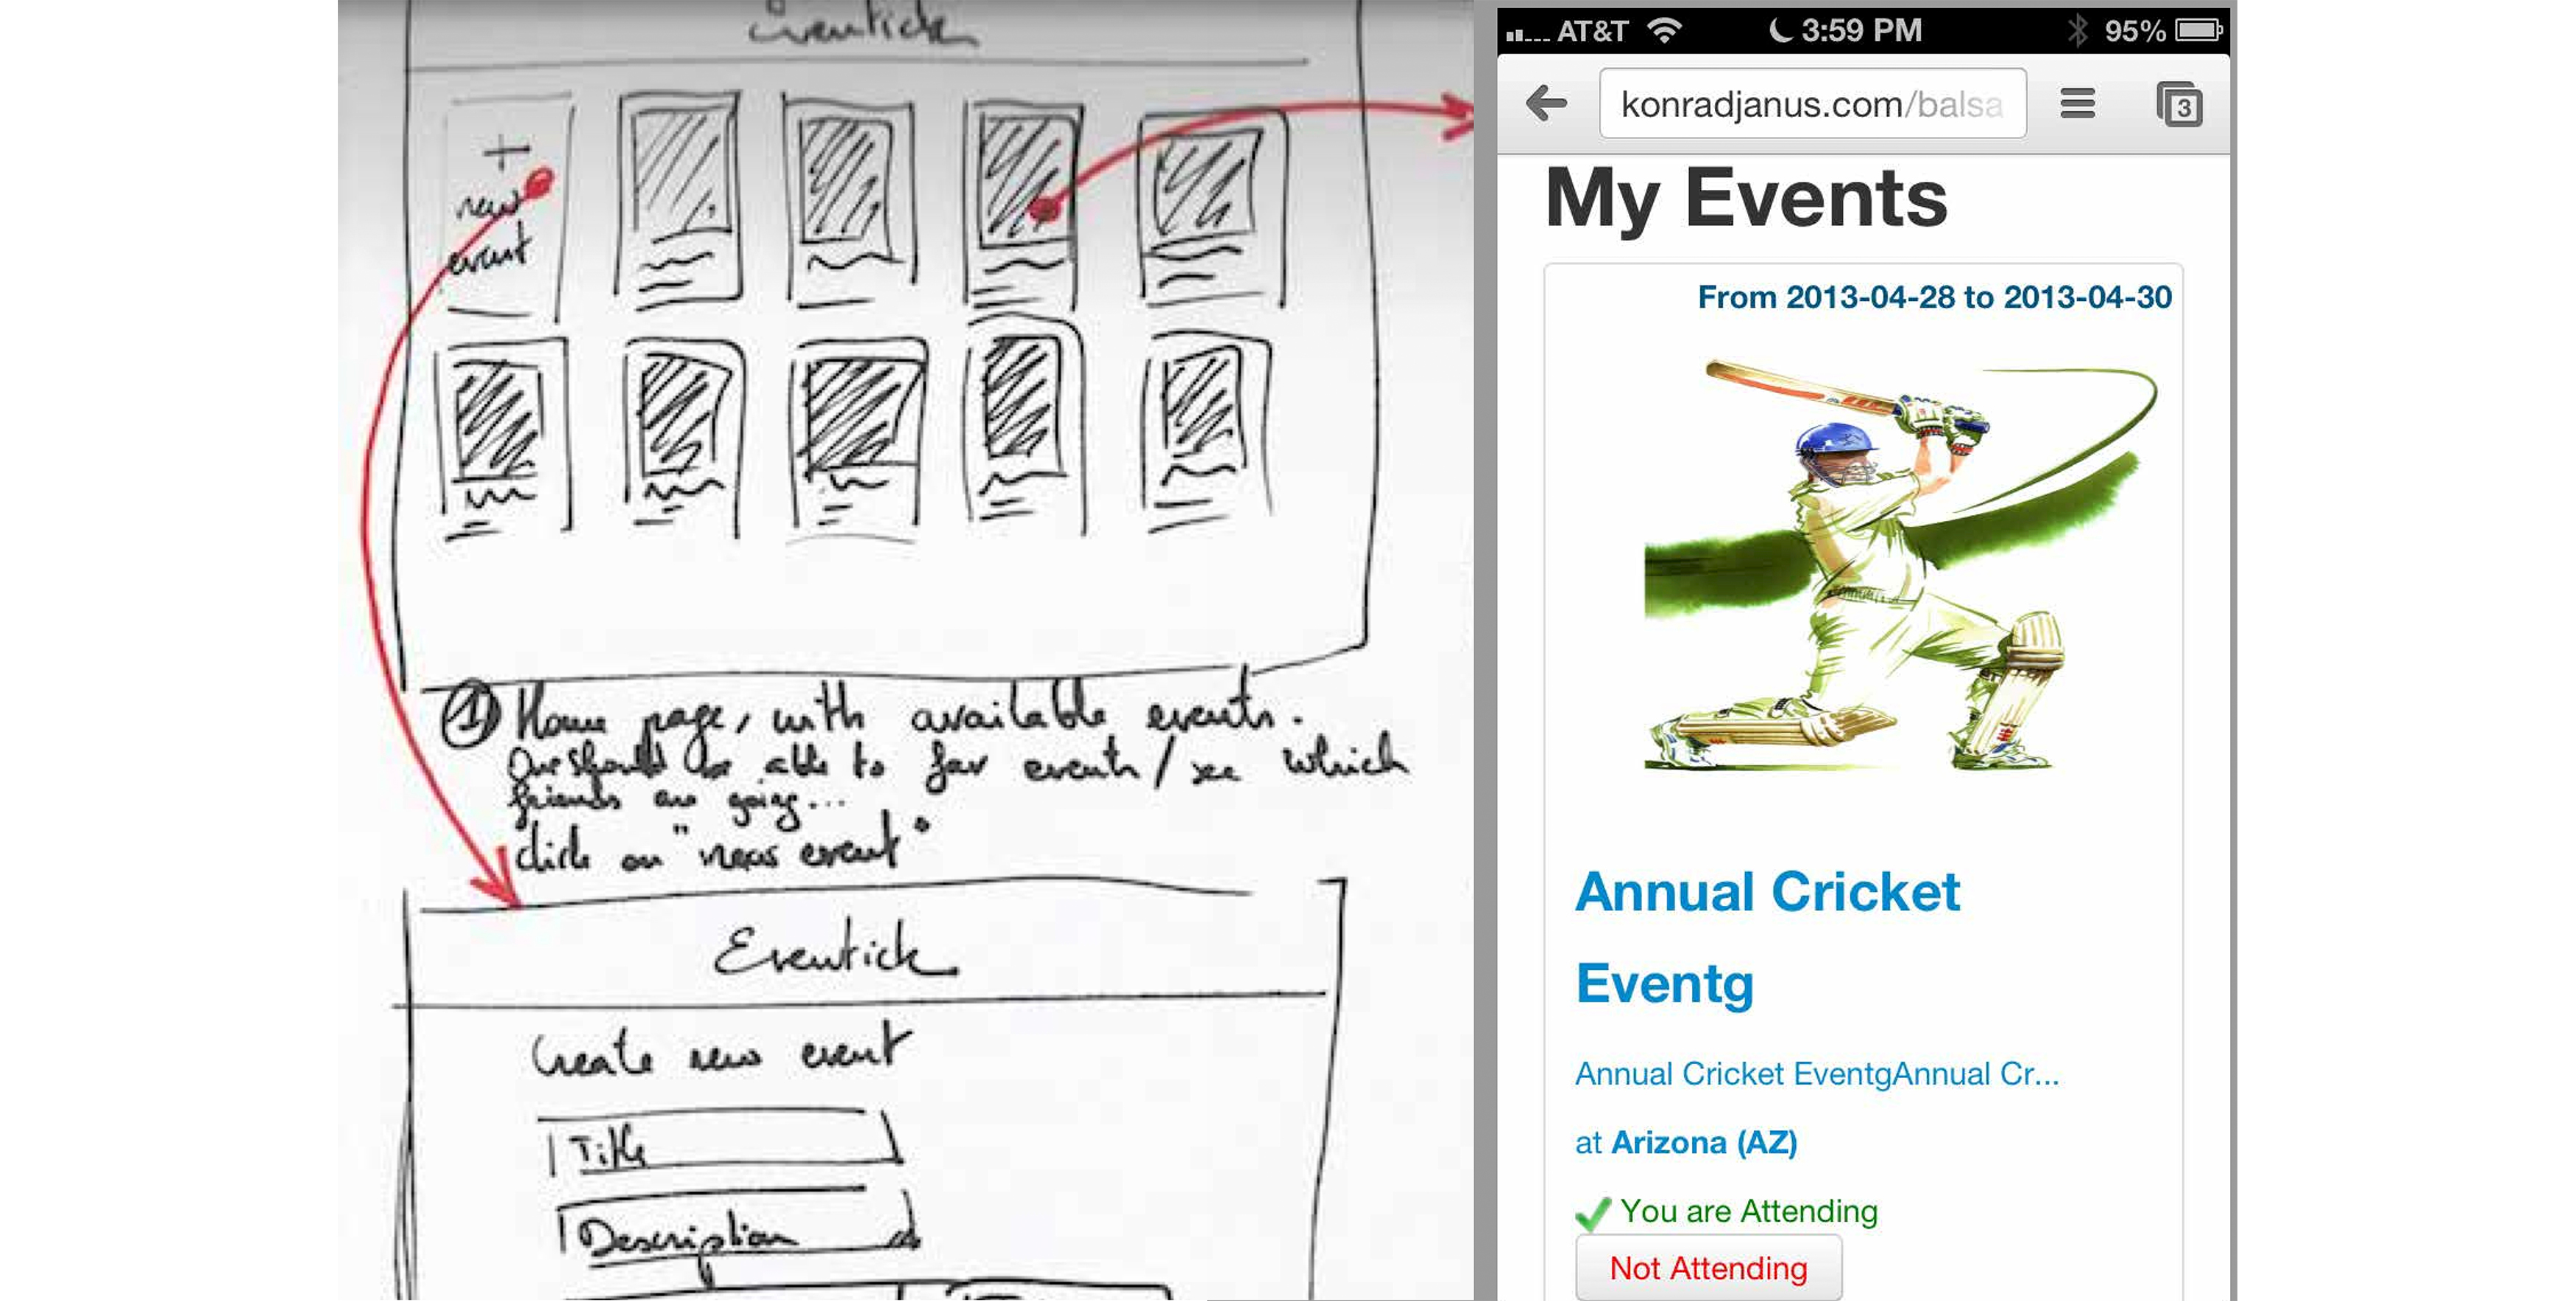 Eventick
+
new
event
① Home page, with available events.
One should be able to fav events / see which
friends are going...
click on "new event"
Eventick
Create new event
Title
Description
AT&T 3:59 PM 95%
konradjanus.com/balsa
3
My Events
From 2013-04-28 to 2013-04-30
Annual Cricket
Eventg
Annual Cricket EventgAnnual Cr...
at Arizona (AZ)
You are Attending
Not Attending